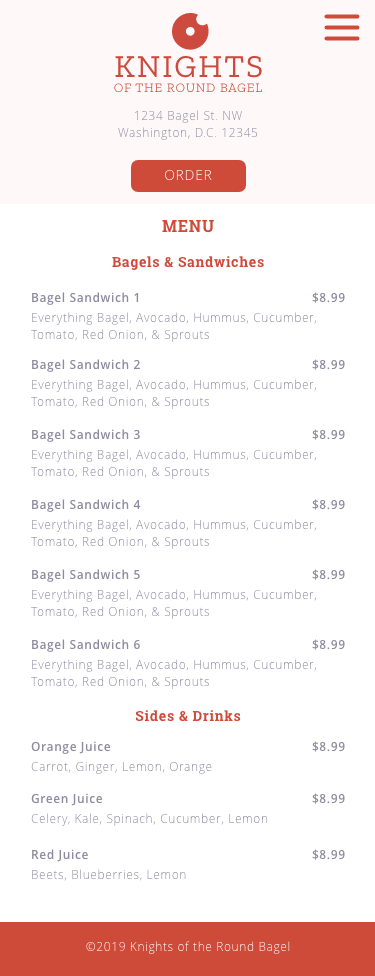 KNIGHTS
OF THE ROUND BAGEL
1234 Bagel St. NW
Washington, D.C. 12345
ORDER
MENU
Bagels & Sandwiches
Bagel Sandwich 1 $8.99
Everything Bagel, Avocado, Hummus, Cucumber,
Tomato, Red Onion, & Sprouts
Bagel Sandwich 2 $8.99
Everything Bagel, Avocado, Hummus, Cucumber,
Tomato, Red Onion, & Sprouts
Bagel Sandwich 3 $8.99
Everything Bagel, Avocado, Hummus, Cucumber,
Tomato, Red Onion, & Sprouts
Bagel Sandwich 4 $8.99
Everything Bagel, Avocado, Hummus, Cucumber,
Tomato, Red Onion, & Sprouts
Bagel Sandwich 5 $8.99
Everything Bagel, Avocado, Hummus, Cucumber,
Tomato, Red Onion, & Sprouts
Bagel Sandwich 6 $8.99
Everything Bagel, Avocado, Hummus, Cucumber,
Tomato, Red Onion, & Sprouts
Sides & Drinks
Orange Juice $8.99
Carrot, Ginger, Lemon, Orange
Green Juice $8.99
Celery, Kale, Spinach, Cucumber, Lemon
Red Juice $8.99
Beets, Blueberries, Lemon
©2019 Knights of the Round Bagel